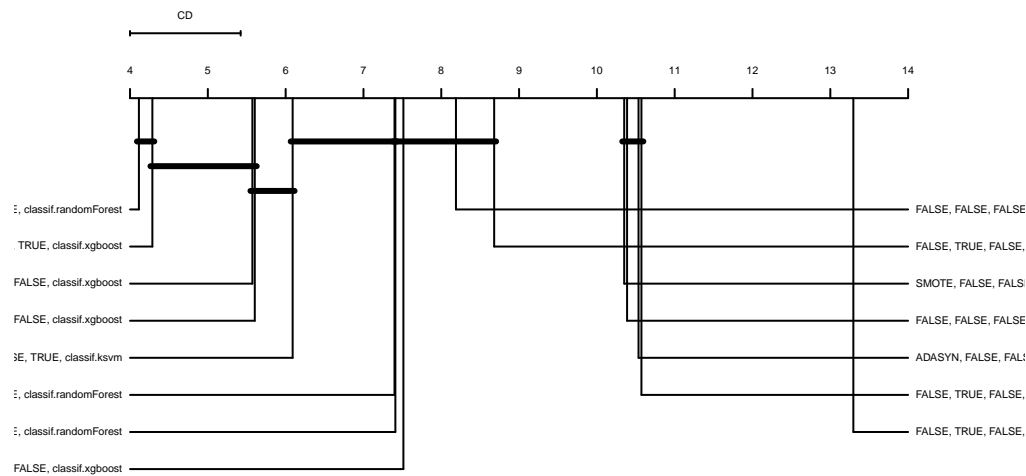 CD
4 5 6 7 8 9 10 11 12 13 14
E, classif.randomForest
TRUE, classif.xgboost
FALSE, classif.xgboost
FALSE, classif.xgboost
SE, TRUE, classif.ksvm
E, classif.randomForest
E, classif.randomForest
FALSE, classif.xgboost
FALSE, FALSE, FALSE
FALSE, TRUE, FALSE,
SMOTE, FALSE, FALSE
FALSE, FALSE, FALSE
ADASYN, FALSE, FALS
FALSE, TRUE, FALSE,
FALSE, TRUE, FALSE,